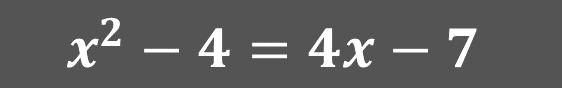 x² − 4 = 4x − 7